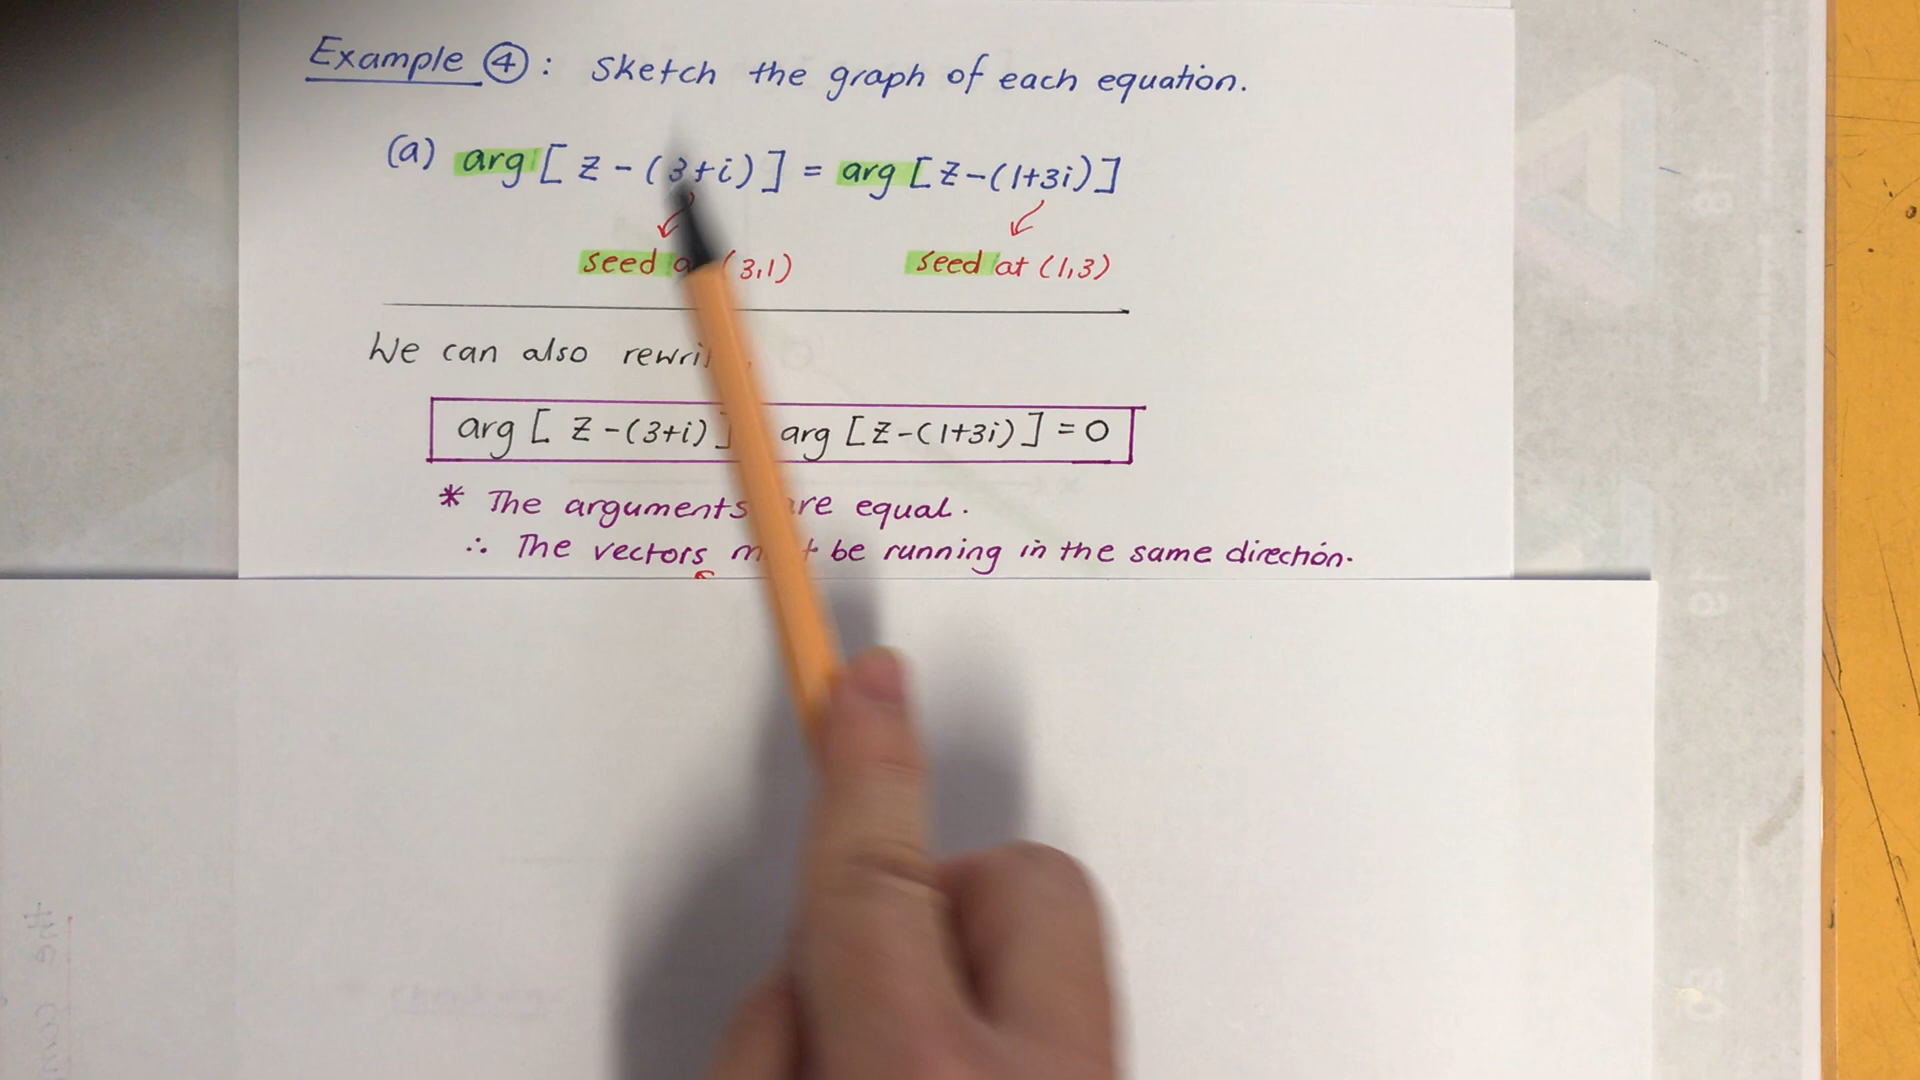 Example ④ : Sketch the graph of each equation.
(a) arg [ z - (3+i) ] = arg [z-(1+3i)]
seed (3,1) seed at (1,3)
We can also
arg [ z -(3+i) ] arg [z-(1+3i)] = 0
* The arguments are equal.
∴ The vectors be running in the same direction.